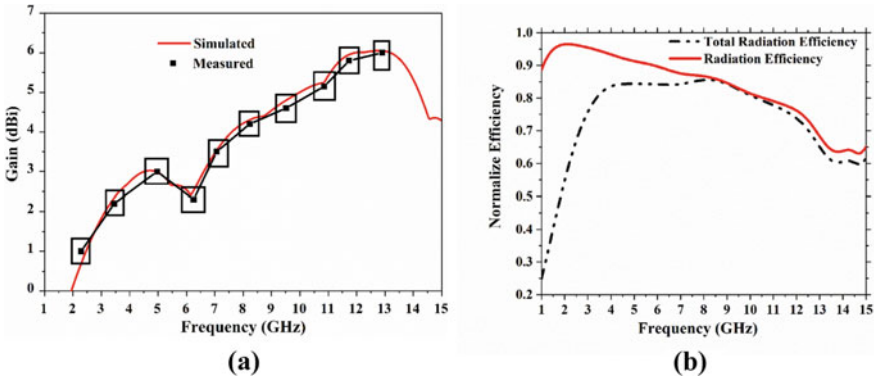 7
6
5
4
3
2
1
0
Gain (dBi)
Simulated
Measured
1 2 3 4 5 6 7 8 9 10 11 12 13 14 15
Frequency (GHz)
(a)
1.0
0.9
0.8
0.7
0.6
0.5
0.4
0.3
0.2
Normalize Efficiency
Total Radiation Efficiency
Radiation Efficiency
1 2 3 4 5 6 7 8 9 10 11 12 13 14 15
Frequency (GHz)
(b)